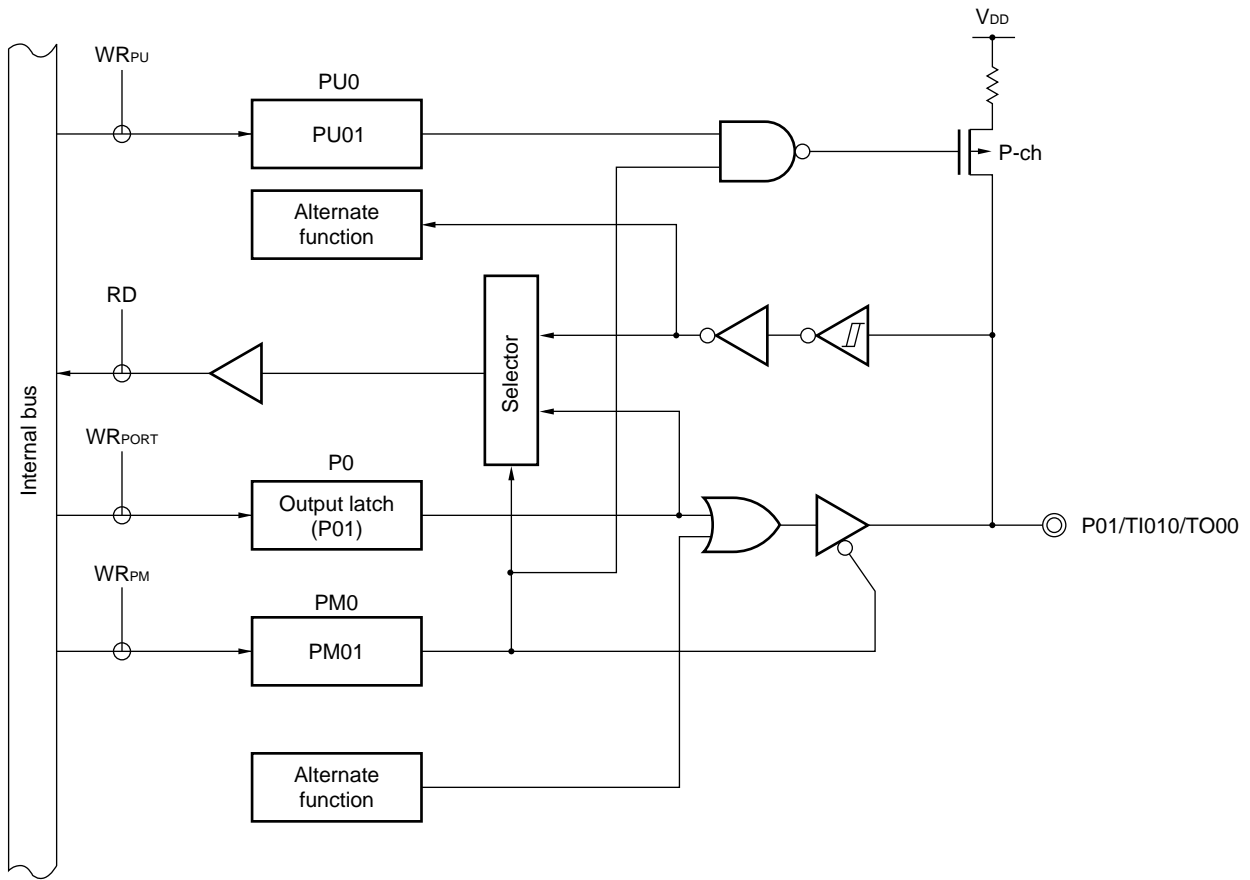 VDD
WRPU
PU0
PU01
P-ch
Alternate
function
RD
Selector
Internal bus
WRPORT
P0
Output latch
(P01)
P01/TI010/TO00
WRPM
PM0
PM01
Alternate
function